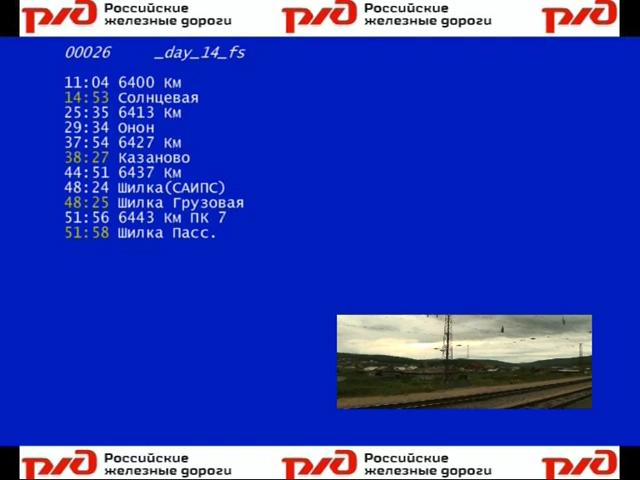 РЖД Российские железные дороги РЖД Российские железные дороги РЖД
00026 _day_14_fs
11:04 6400 Км
14:53 Солнцевая
25:35 6413 Км
29:34 Онон
37:54 6427 Км
38:27 Казаново
44:51 6437 Км
48:24 Шилка(САИПС)
48:25 Шилка Грузовая
51:56 6443 Км ПК 7
51:58 Шилка Пасс.
РЖД Российские железные дороги РЖД Российские железные дороги РЖД